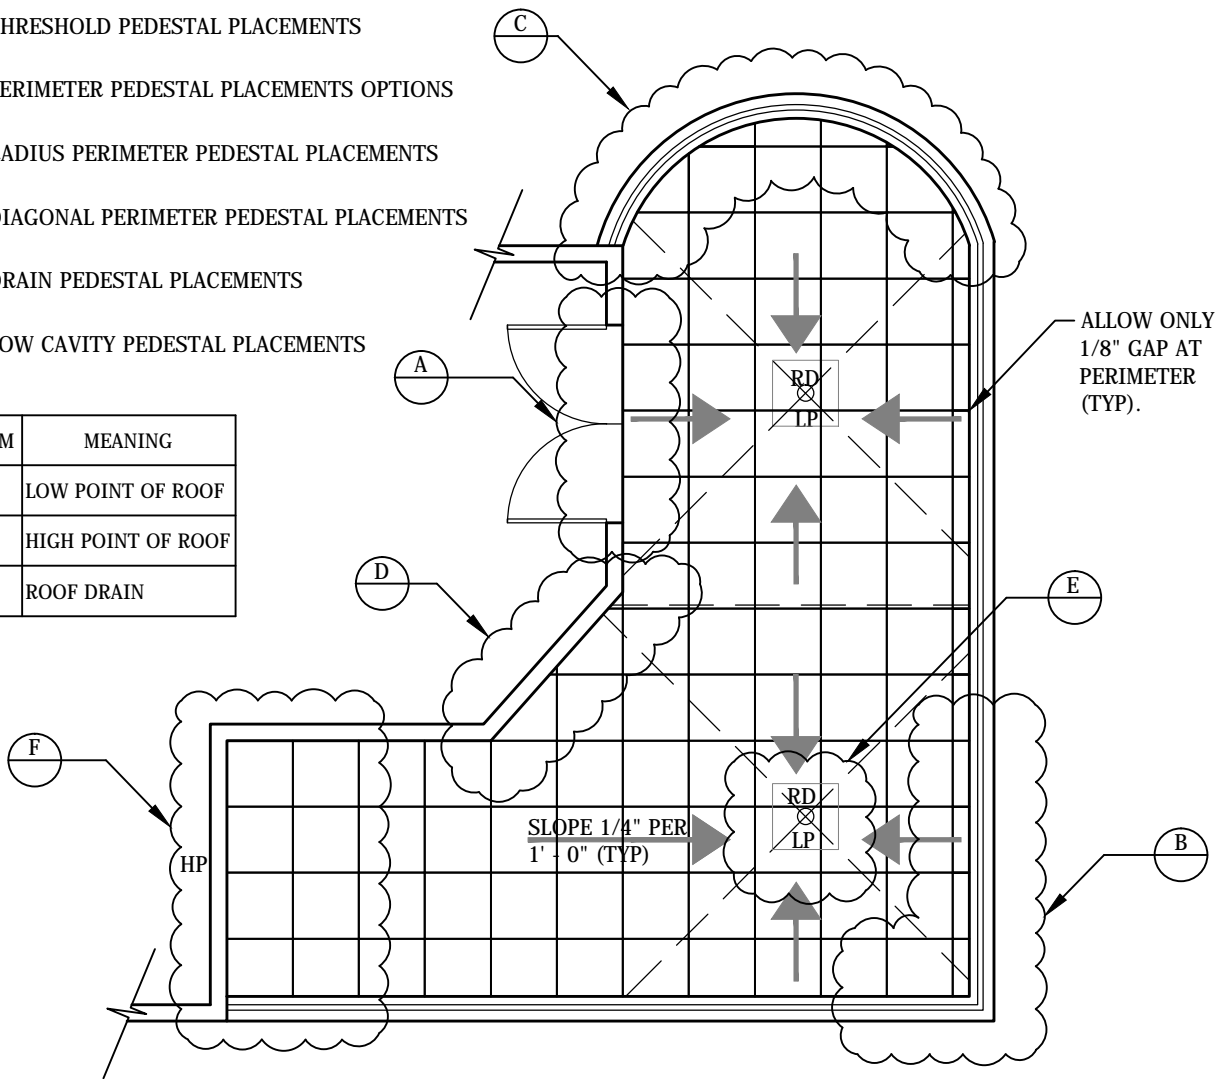 HRESHOLD PEDESTAL PLACEMENTS
ERIMETER PEDESTAL PLACEMENTS OPTIONS
ADIUS PERIMETER PEDESTAL PLACEMENTS
DIAGONAL PERIMETER PEDESTAL PLACEMENTS
DRAIN PEDESTAL PLACEMENTS
OW CAVITY PEDESTAL PLACEMENTS
M MEANING
LOW POINT OF ROOF
HIGH POINT OF ROOF
ROOF DRAIN
C
A
ALLOW ONLY
1/8" GAP AT
PERIMETER
(TYP).
RD
LP
D
E
F
HP
SLOPE 1/4" PER
1' - 0" (TYP)
RD
LP
B